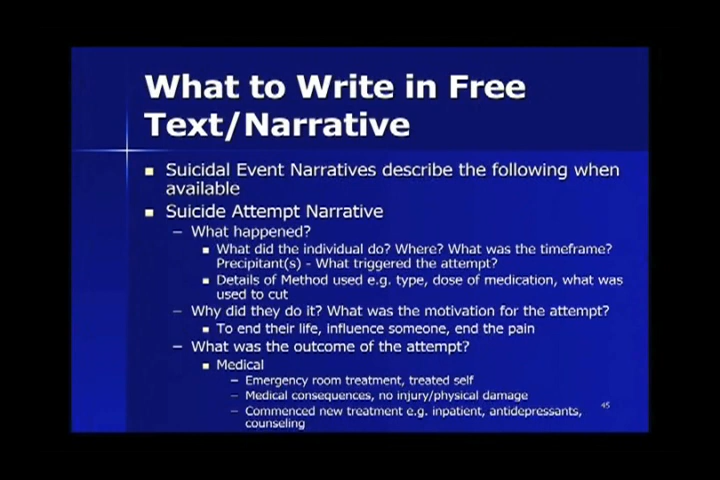 What to Write in Free
Text/Narrative
Suicidal Event Narratives describe the following when
available
Suicide Attempt Narrative
– What happened?
What did the individual do? Where? What was the timeframe?
Precipitant(s) - What triggered the attempt?
Details of Method used e.g. type, dose of medication, what was
used to cut
– Why did they do it? What was the motivation for the attempt?
To end their life, influence someone, end the pain
– What was the outcome of the attempt?
Medical
– Emergency room treatment, treated self
– Medical consequences, no injury/physical damage
– Commenced new treatment e.g. inpatient, antidepressants,
counseling
45